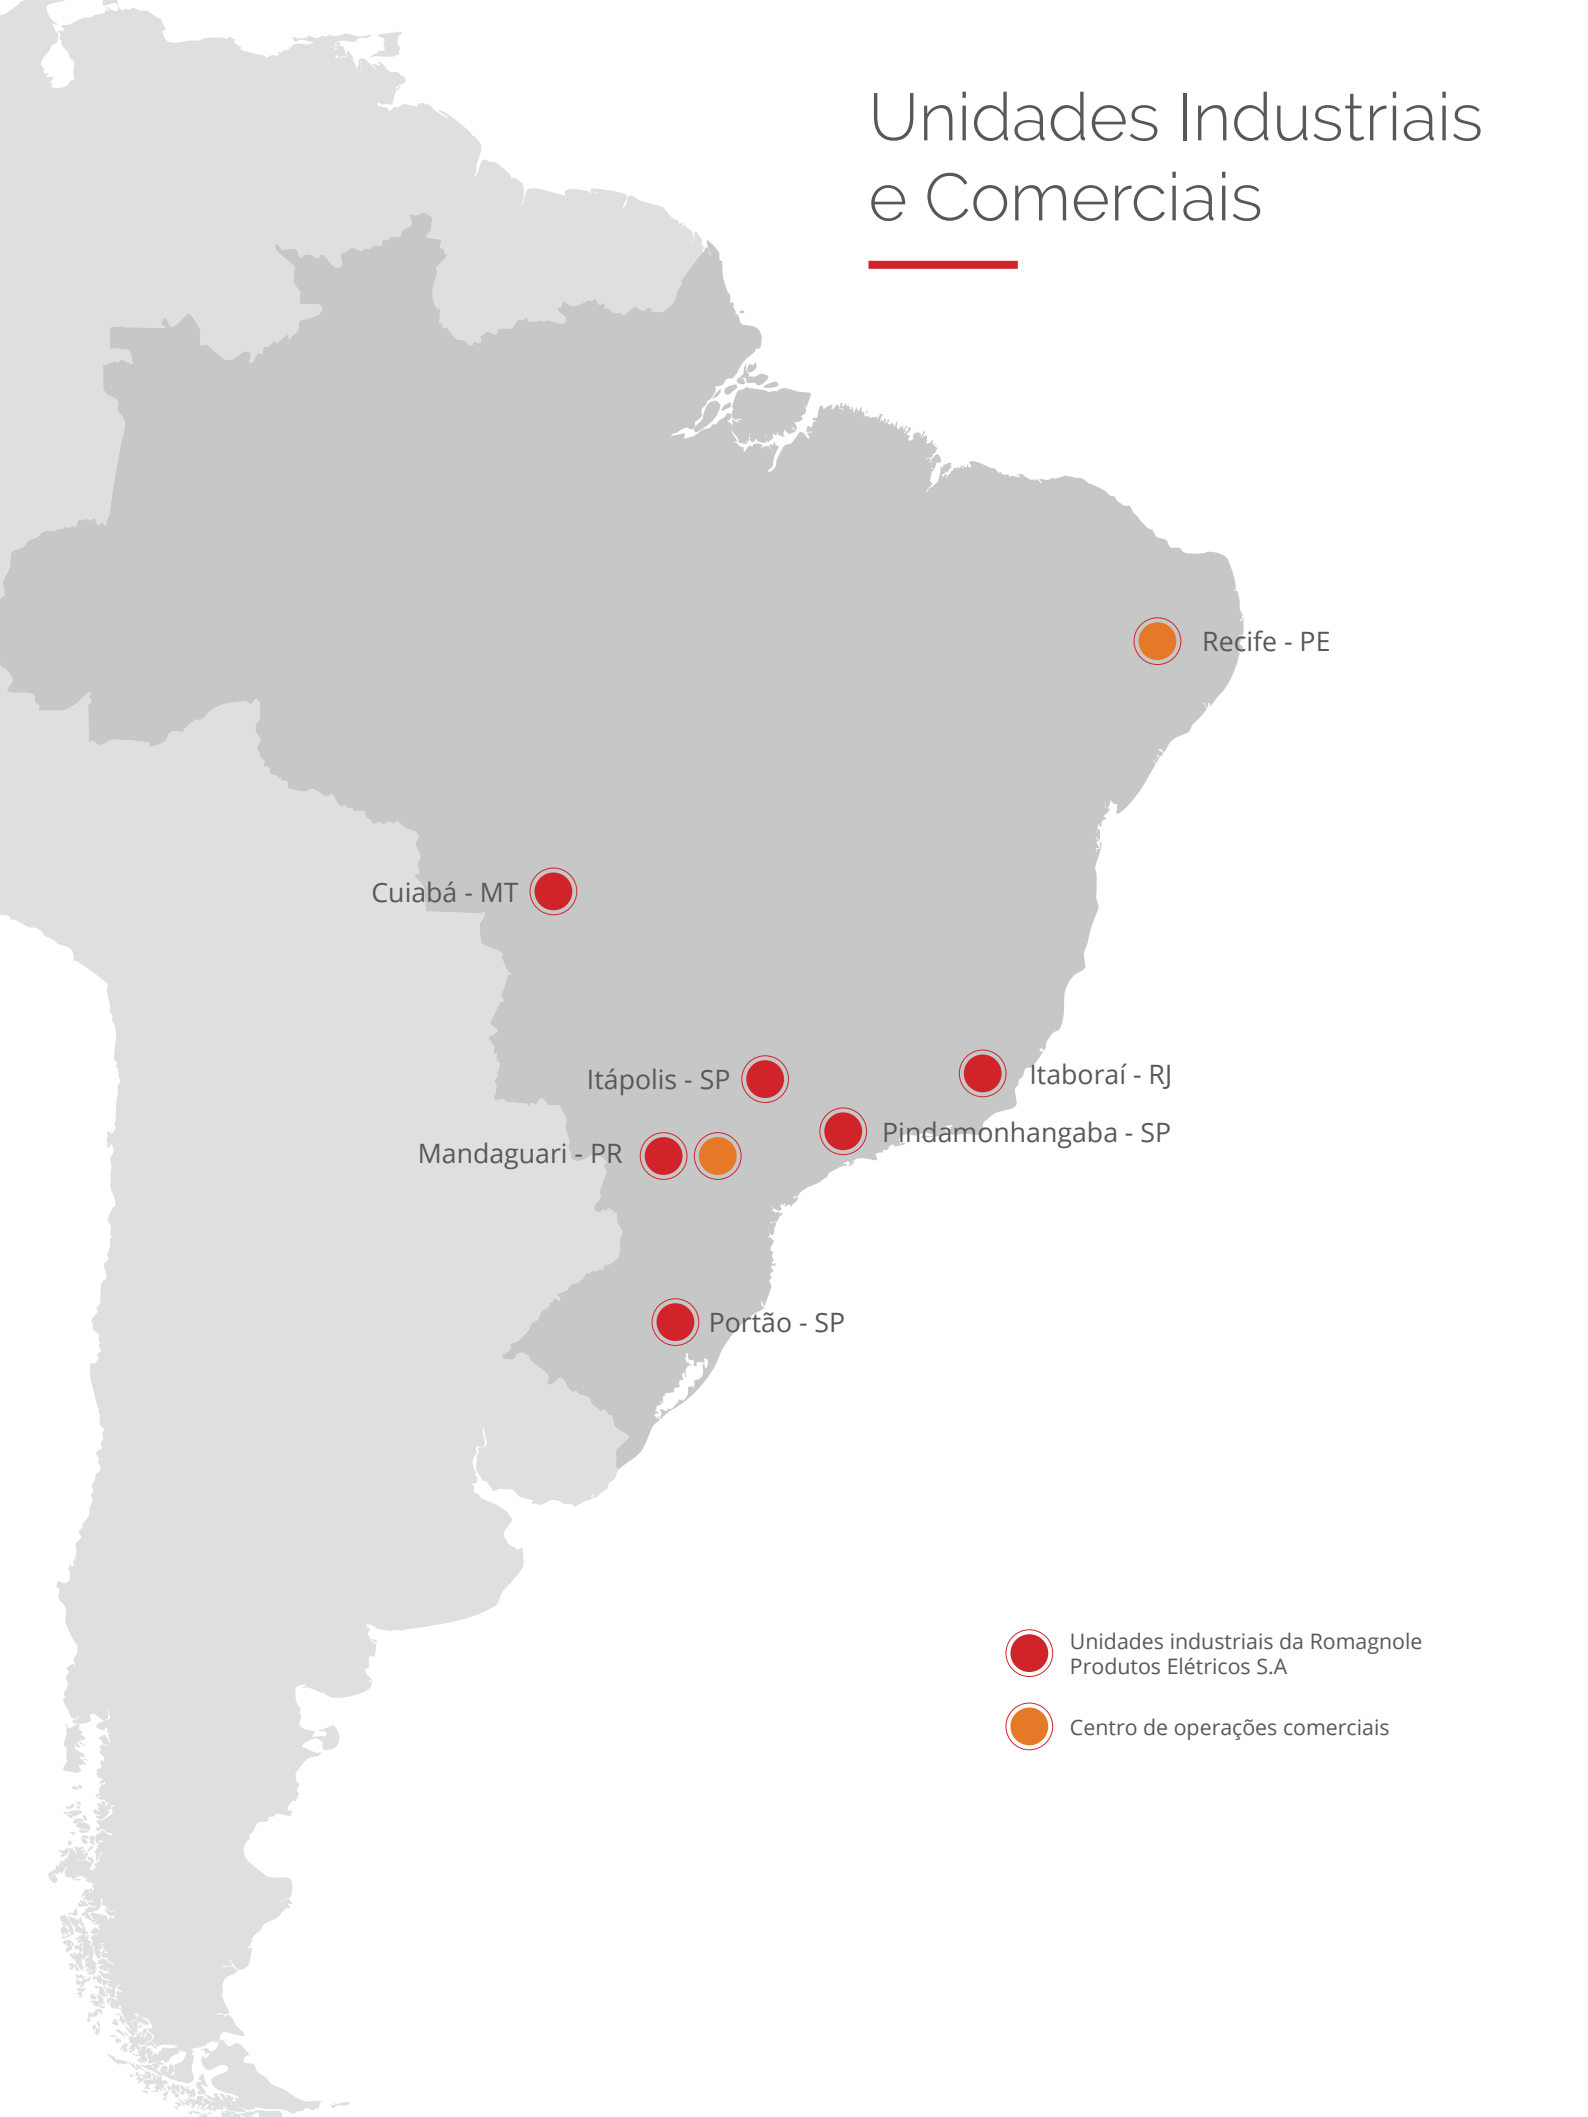 Unidades Industriais
e Comerciais
Recife - PE
Cuiabá - MT
Itápolis - SP
Itaboraí - RJ
Pindamonhangaba - SP
Mandaguari - PR
Portão - SP
Unidades industriais da Romagnole
Produtos Elétricos S.A
Centro de operações comerciais